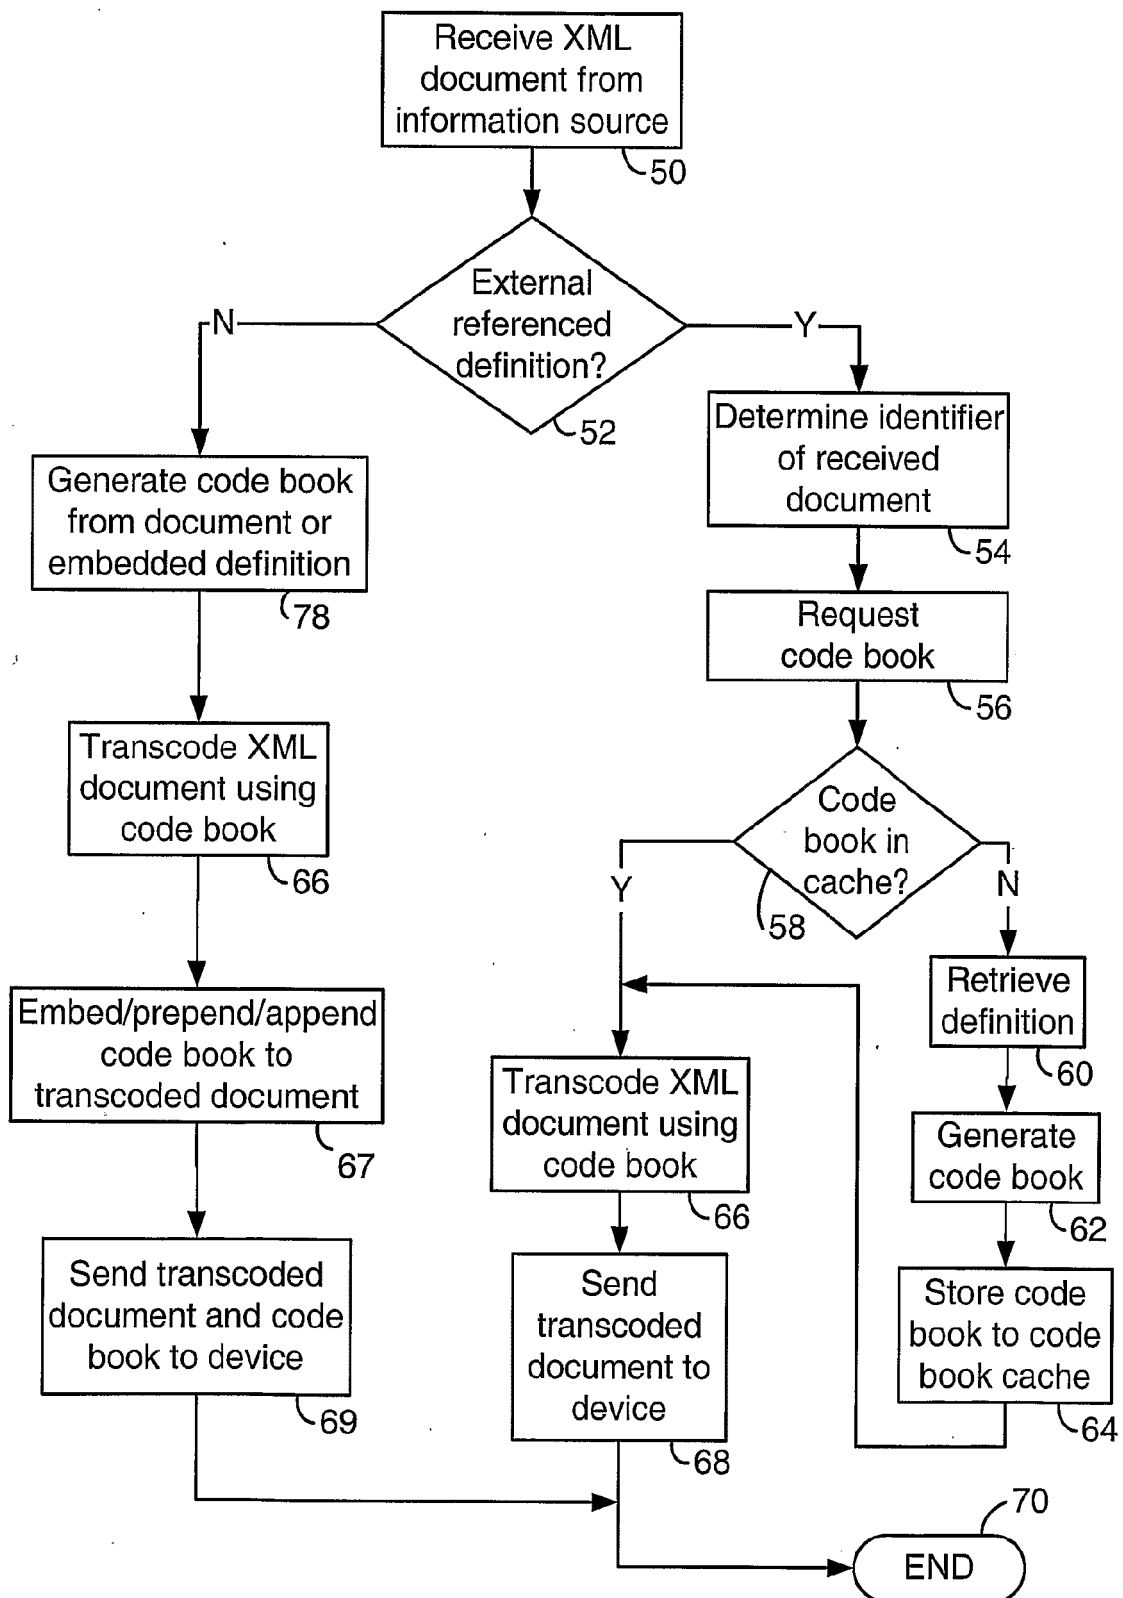 Receive XML
document from
information source
50
External
referenced
definition?
52
N
Y
Determine identifier
of received
document
54
Generate code book
from document or
embedded definition
78
Request
code book
56
Transcode XML
document using
code book
66
Code
book in
cache?
58
Y
N
Retrieve
definition
60
Embed/prepend/append
code book to
transcoded document
67
Transcode XML
document using
code book
66
Generate
code book
62
Send transcoded
document and code
book to device
69
Send
transcoded
document to
device
68
Store code
book to code
book cache
64
70
END